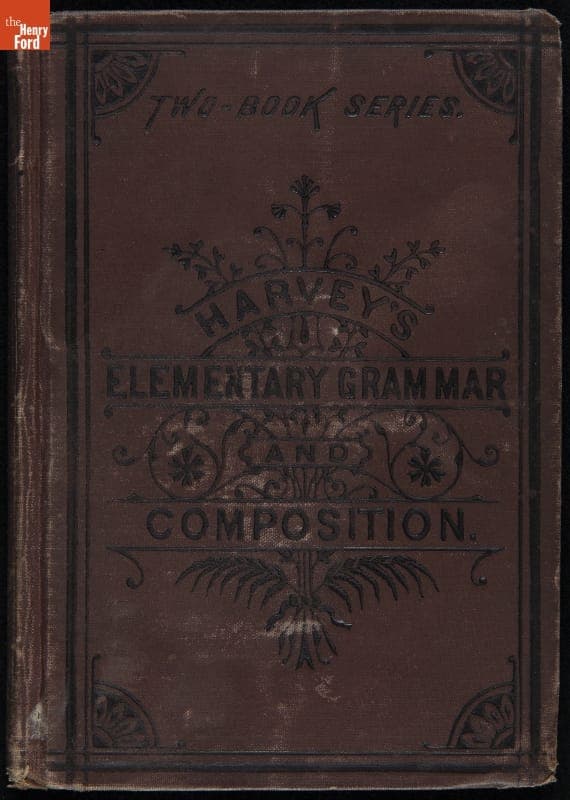 the
Henry
Ford
TWO-BOOK SERIES.
HARVEY'S
ELEMENTARY GRAMMAR
AND
COMPOSITION.